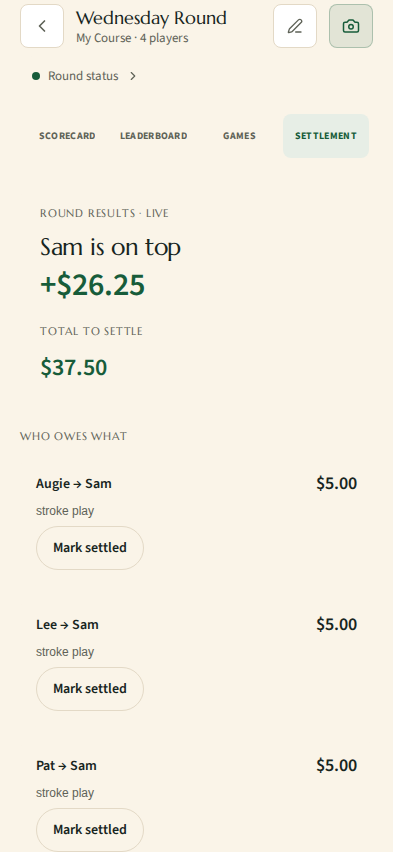 Wednesday Round
My Course · 4 players
Round status
SCORECARD LEADERBOARD GAMES SETTLEMENT
ROUND RESULTS · LIVE
Sam is on top
+$26.25
TOTAL TO SETTLE
$37.50
WHO OWES WHAT
Augie → Sam $5.00
stroke play
Mark settled
Lee → Sam $5.00
stroke play
Mark settled
Pat → Sam $5.00
stroke play
Mark settled